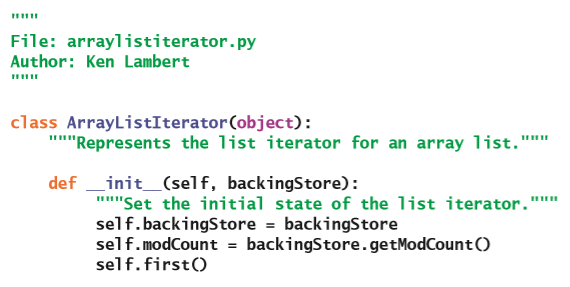 """
File: arraylistiterator.py
Author: Ken Lambert
"""
class ArrayListIterator(object):
"""Represents the list iterator for an array list."""
def __init__(self, backingStore):
"""Set the initial state of the list iterator."""
self.backingStore = backingStore
self.modCount = backingStore.getModCount()
self.first()